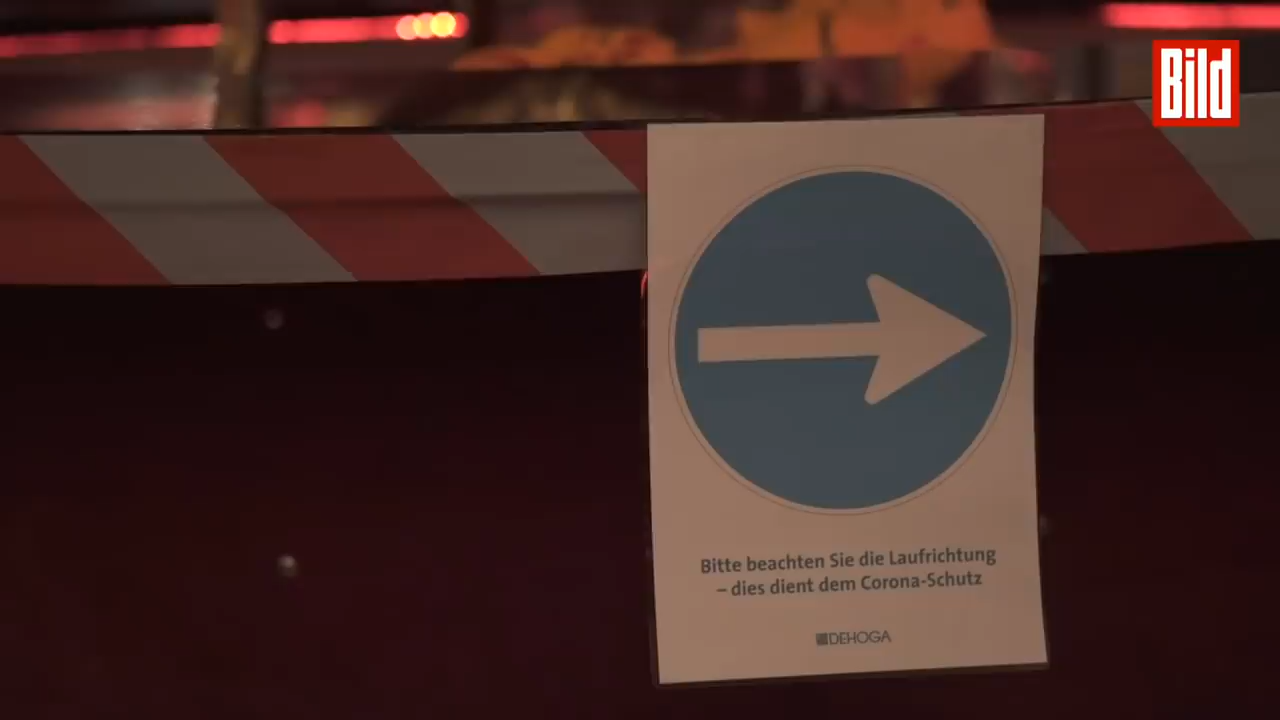 Bild
Bitte beachten Sie die Laufrichtung
– dies dient dem Corona-Schutz
DEHOGA